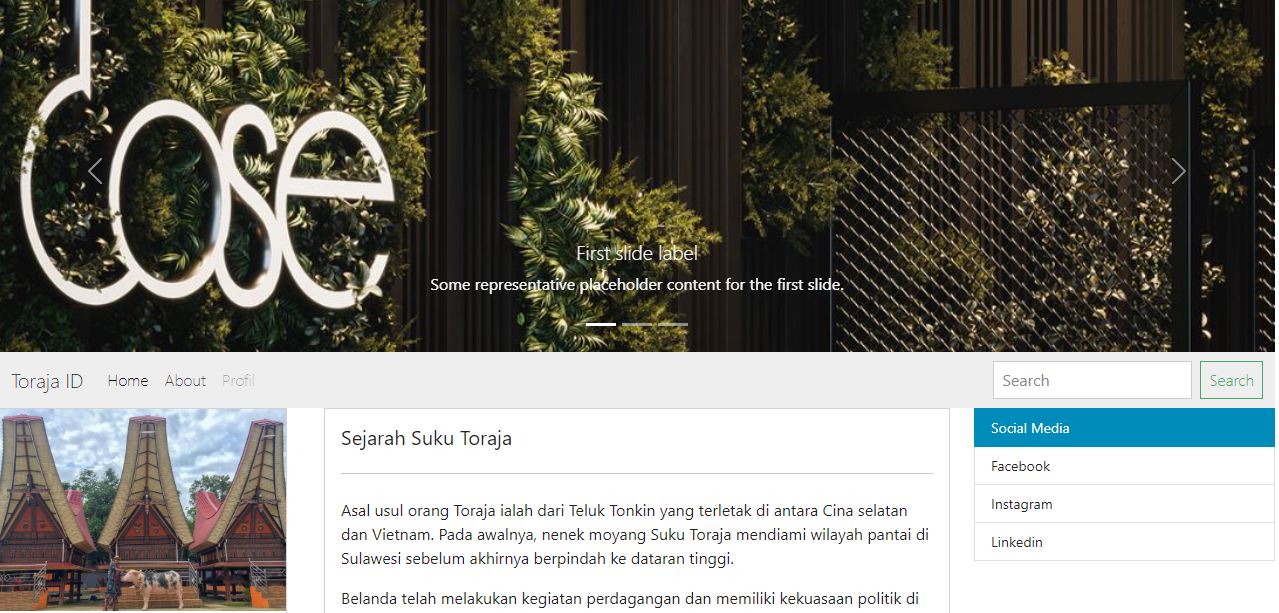 lose
First slide label
Some representative placeholder content for the first slide.
Toraja ID Home About Profil Search Search
Sejarah Suku Toraja
Asal usul orang Toraja ialah dari Teluk Tonkin yang terletak di antara Cina selatan
dan Vietnam. Pada awalnya, nenek moyang Suku Toraja mendiami wilayah pantai di
Sulawesi sebelum akhirnya berpindah ke dataran tinggi.
Belanda telah melakukan kegiatan perdagangan dan memiliki kekuasaan politik di
Social Media
Facebook
Instagram
Linkedin